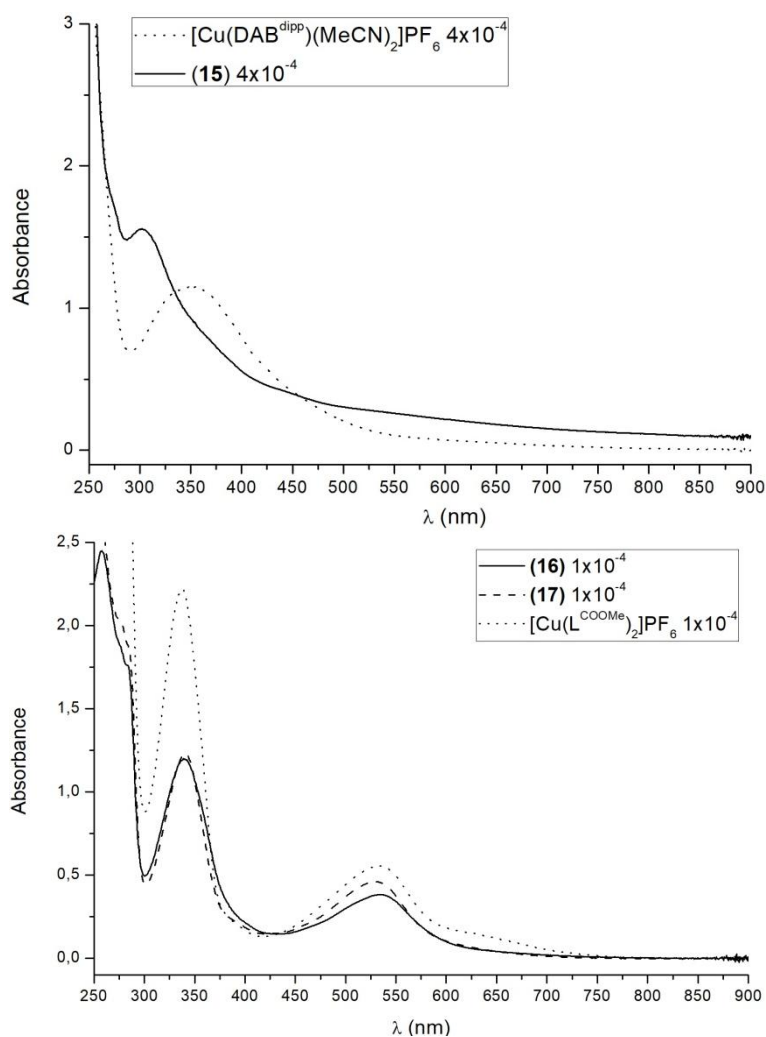 3
[Cu(DAB^dipp)(MeCN)₂]PF₆ 4x10⁻⁴
(15) 4x10⁻⁴
2
1
0
Absorbance
250 300 350 400 450 500 550 600 650 700 750 800 850 900
λ (nm)
2,5
(16) 1x10⁻⁴
(17) 1x10⁻⁴
[Cu(L^COOMe)₂]PF₆ 1x10⁻⁴
2,0
1,5
1,0
0,5
0,0
Absorbance
250 300 350 400 450 500 550 600 650 700 750 800 850 900
λ (nm)